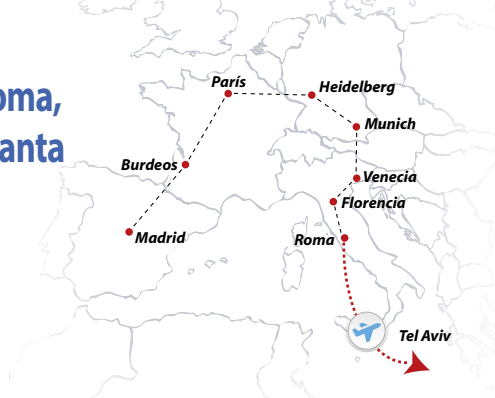 oma,
anta
París
Heidelberg
Munich
Burdeos
Venecia
Florencia
Madrid
Roma
Tel Aviv